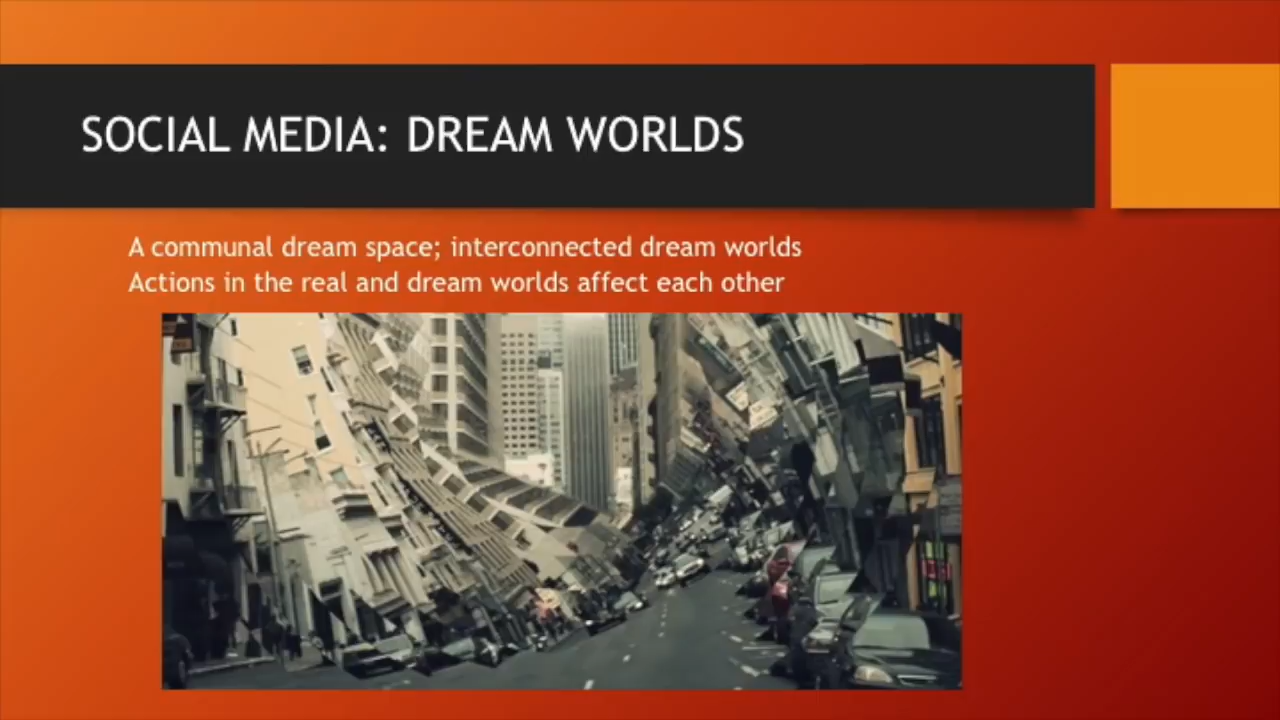 SOCIAL MEDIA: DREAM WORLDS
A communal dream space; interconnected dream worlds
Actions in the real and dream worlds affect each other